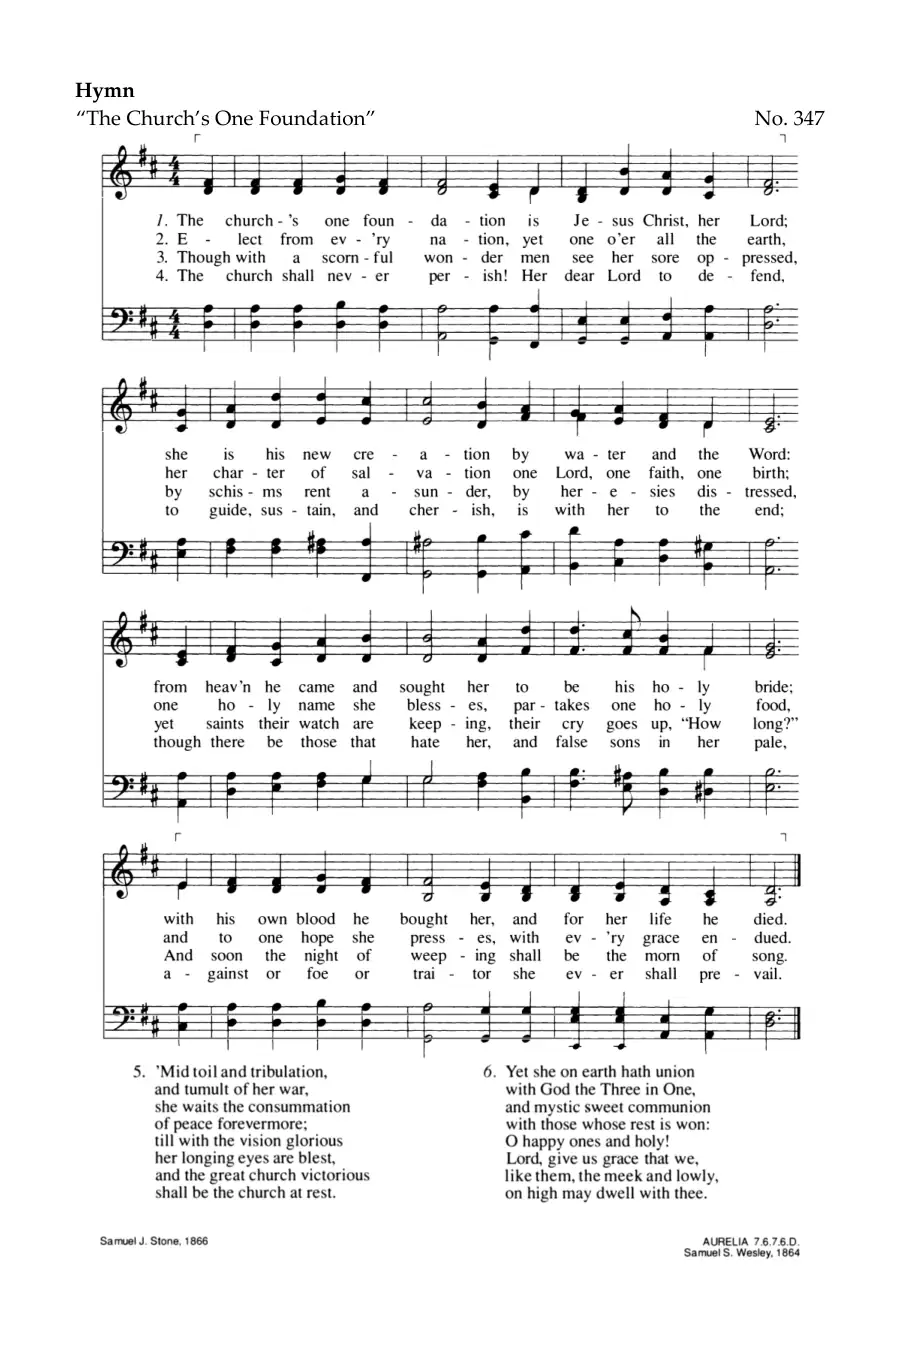 Hymn
“The Church’s One Foundation” No. 347
1. The church - ’s one foun - da - tion is Je - sus Christ, her Lord;
2. E - lect from ev - ’ry na - tion, yet one o’er all the earth,
3. Though with a scorn - ful won - der men see her sore op - pressed,
4. The church shall nev - er per - ish! Her dear Lord to de - fend,
she is his new cre - a - tion by wa - ter and the Word:
her char - ter of sal - va - tion one Lord, one faith, one birth;
by schis - ms rent a - sun - der, by her - e - sies dis - tressed,
to guide, sus - tain, and cher - ish, is with her to the end;
from heav’n he came and sought her to be his ho - ly bride;
one ho - ly name she bless - es, par - takes one ho - ly food,
yet saints their watch are keep - ing, their cry goes up, “How long?”
though there be those that hate her, and false sons in her pale,
with his own blood he bought her, and for her life he died.
and to one hope she press - es, with ev - ’ry grace en - dued.
And soon the night of weep - ing shall be the morn of song.
a - gainst or foe or trai - tor she ev - er shall pre - vail.
5. ’Mid toil and tribulation,
and tumult of her war,
she waits the consummation
of peace forevermore;
till with the vision glorious
her longing eyes are blest,
and the great church victorious
shall be the church at rest.
6. Yet she on earth hath union
with God the Three in One,
and mystic sweet communion
with those whose rest is won:
O happy ones and holy!
Lord, give us grace that we,
like them, the meek and lowly,
on high may dwell with thee.
Samuel J. Stone, 1866
AURELIA 7.6.7.6.D.
Samuel S. Wesley, 1864